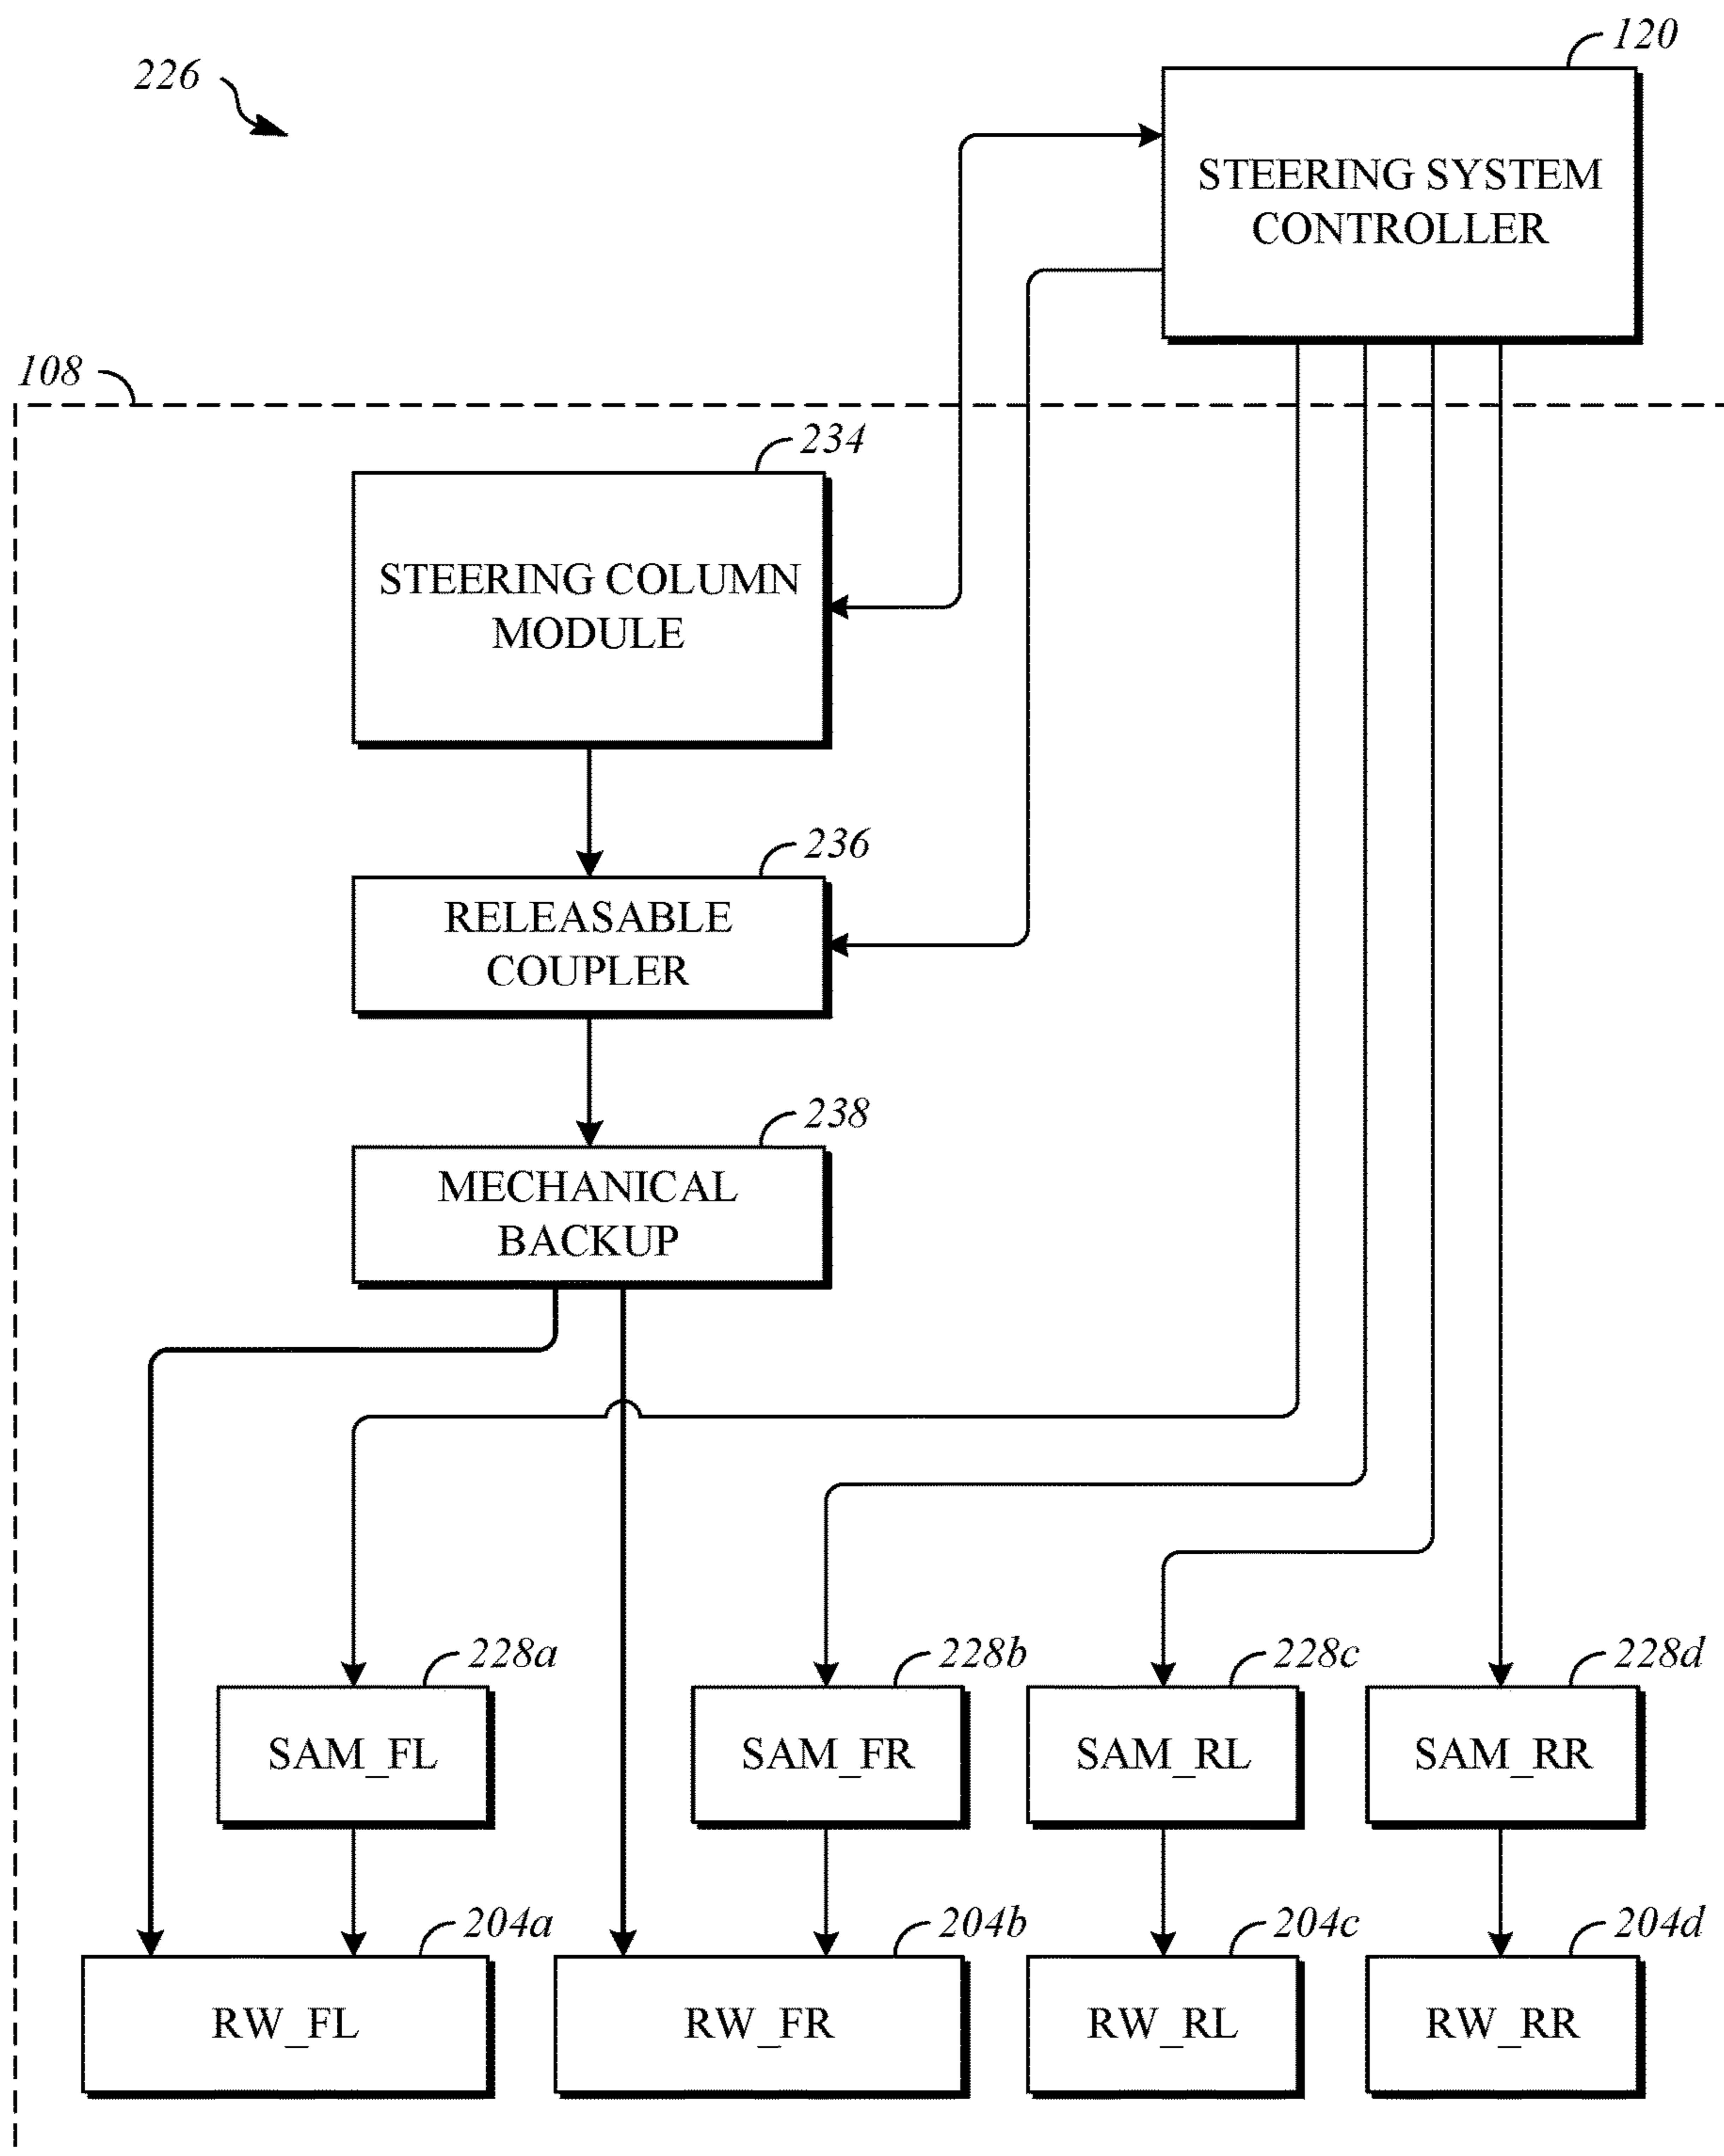 120
226
STEERING SYSTEM
CONTROLLER
108
234
STEERING COLUMN
MODULE
236
RELEASABLE
COUPLER
238
MECHANICAL
BACKUP
228a
228b
228c
228d
SAM_FL
SAM_FR
SAM_RL
SAM_RR
204a
204b
204c
204d
RW_FL
RW_FR
RW_RL
RW_RR